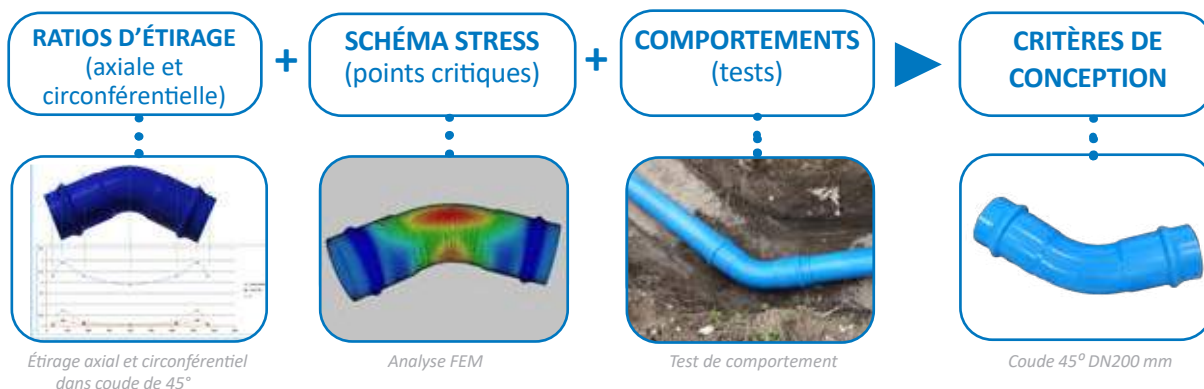 RATIOS D'ÉTIRAGE
(axiale et
circonférentielle)
+
SCHÉMA STRESS
(points critiques)
+
COMPORTEMENTS
(tests)
CRITÈRES DE
CONCEPTION
Étirage axial et circonférentiel
dans coude de 45°
Analyse FEM
Test de comportement
Coude 45º DN200 mm